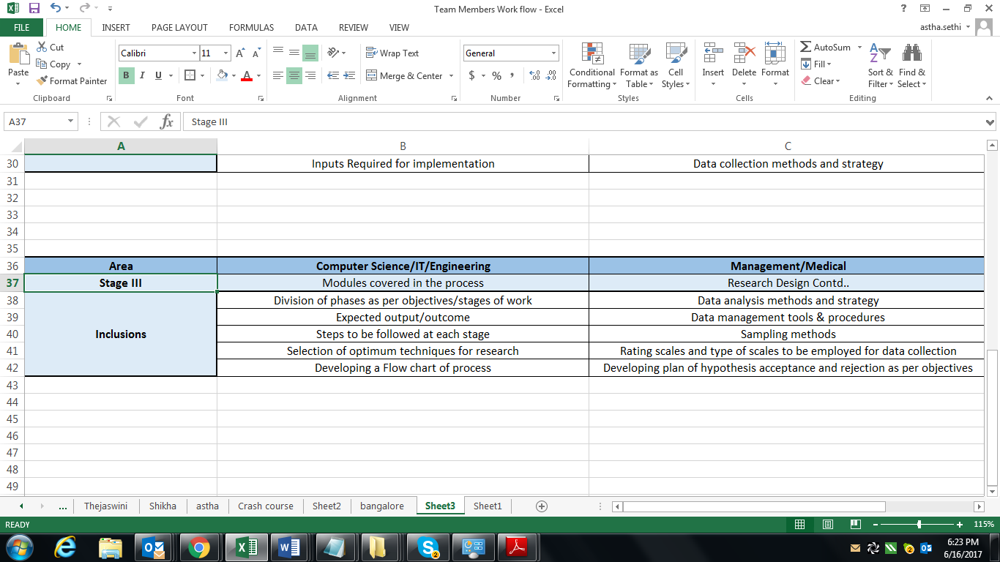 Team Members Work flow - Excel
?
FILE HOME INSERT PAGE LAYOUT FORMULAS DATA REVIEW VIEW astha.sethi
Paste
Cut
Copy
Format Painter
Clipboard
Calibri 11
B I U
Font
Wrap Text
Merge & Center
Alignment
General
$ % ,
Number
Conditional Formatting
Format as Table
Cell Styles
Styles
Insert
Delete
Format
Cells
AutoSum
Fill
Clear
Sort & Filter
Find & Select
Editing
A37 fx Stage III
A B C
30 Inputs Required for implementation Data collection methods and strategy
31
32
33
34
35
36 Area Computer Science/IT/Engineering Management/Medical
37 Stage III Modules covered in the process Research Design Contd..
38 Division of phases as per objectives/stages of work Data analysis methods and strategy
39 Expected output/outcome Data management tools & procedures
40 Inclusions Steps to be followed at each stage Sampling methods
41 Selection of optimum techniques for research Rating scales and type of scales to be employed for data collection
42 Developing a Flow chart of process Developing plan of hypothesis acceptance and rejection as per objectives
43
44
45
46
47
48
49
... Thejaswini Shikha astha Crash course Sheet2 bangalore Sheet3 Sheet1
READY 115%
6:23 PM
6/16/2017